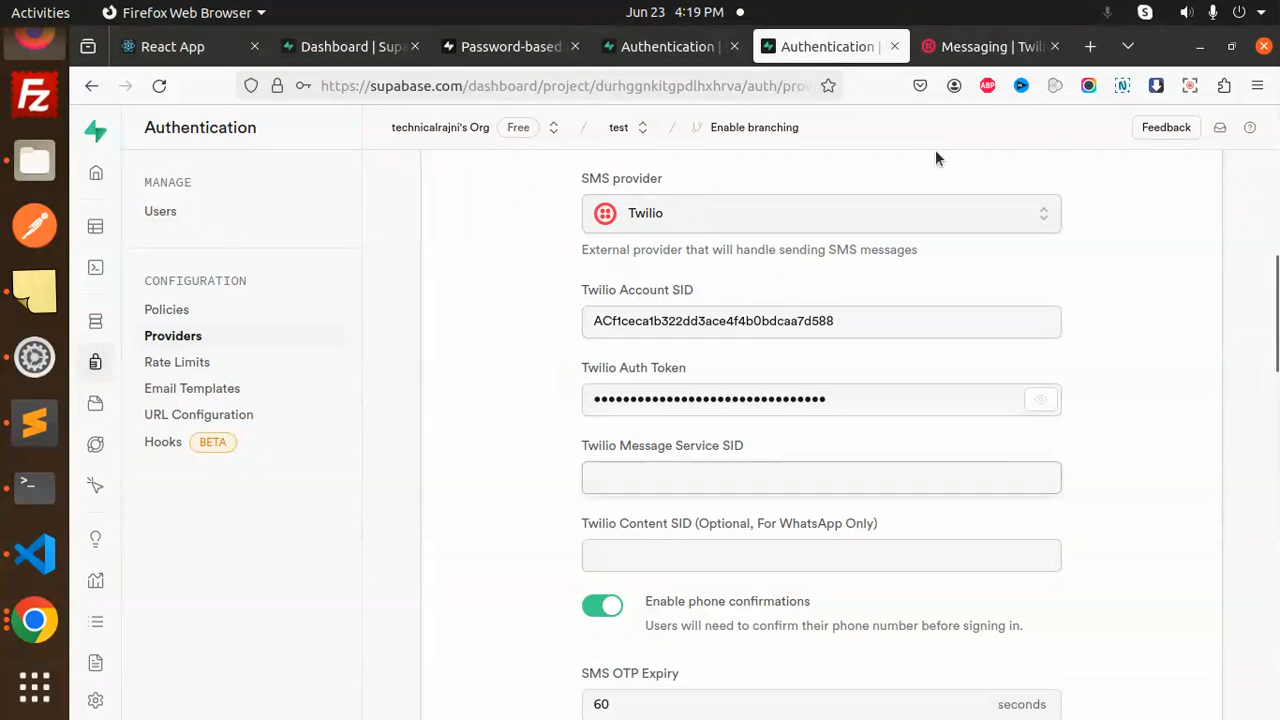 Activities
Firefox Web Browser
Jun 23 4:19 PM
React App
Dashboard | Supa
Password-based
Authentication |
Authentication |
Messaging | Twil
https://supabase.com/dashboard/project/durhggnkitgpdlhxhrva/auth/prov
Authentication
technicalrajni's Org
Free
/
test
/
Enable branching
Feedback
MANAGE
Users
CONFIGURATION
Policies
Providers
Rate Limits
Email Templates
URL Configuration
Hooks
BETA
SMS provider
Twilio
External provider that will handle sending SMS messages
Twilio Account SID
ACf1ceca1b322dd3ace4f4b0bdcaa7d588
Twilio Auth Token
••••••••••••••••••••••••••••••••
Twilio Message Service SID
Twilio Content SID (Optional, For WhatsApp Only)
Enable phone confirmations
Users will need to confirm their phone number before signing in.
SMS OTP Expiry
60
seconds